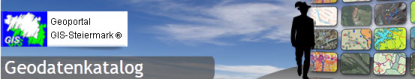 Geoportal
GIS-Steiermark ®
GIS
Geodatenkatalog